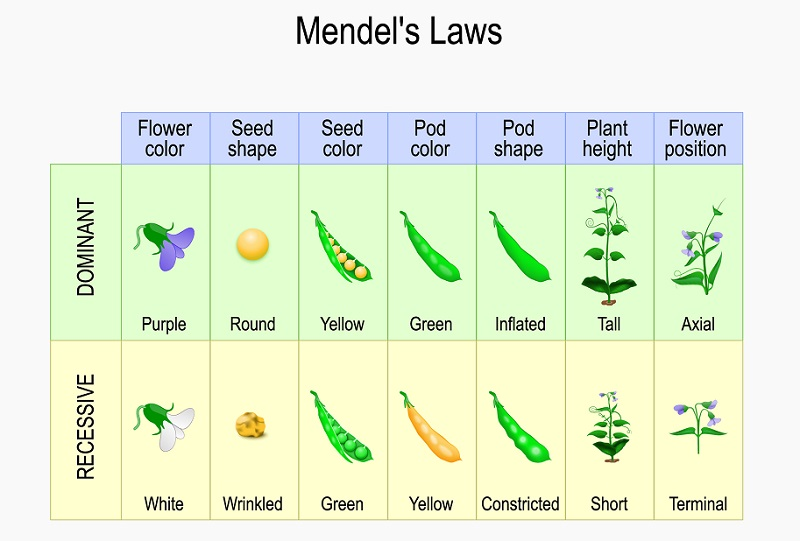 Mendel's Laws
Flower color
Seed shape
Seed color
Pod color
Pod shape
Plant height
Flower position
DOMINANT
Purple
Round
Yellow
Green
Inflated
Tall
Axial
RECESSIVE
White
Wrinkled
Green
Yellow
Constricted
Short
Terminal